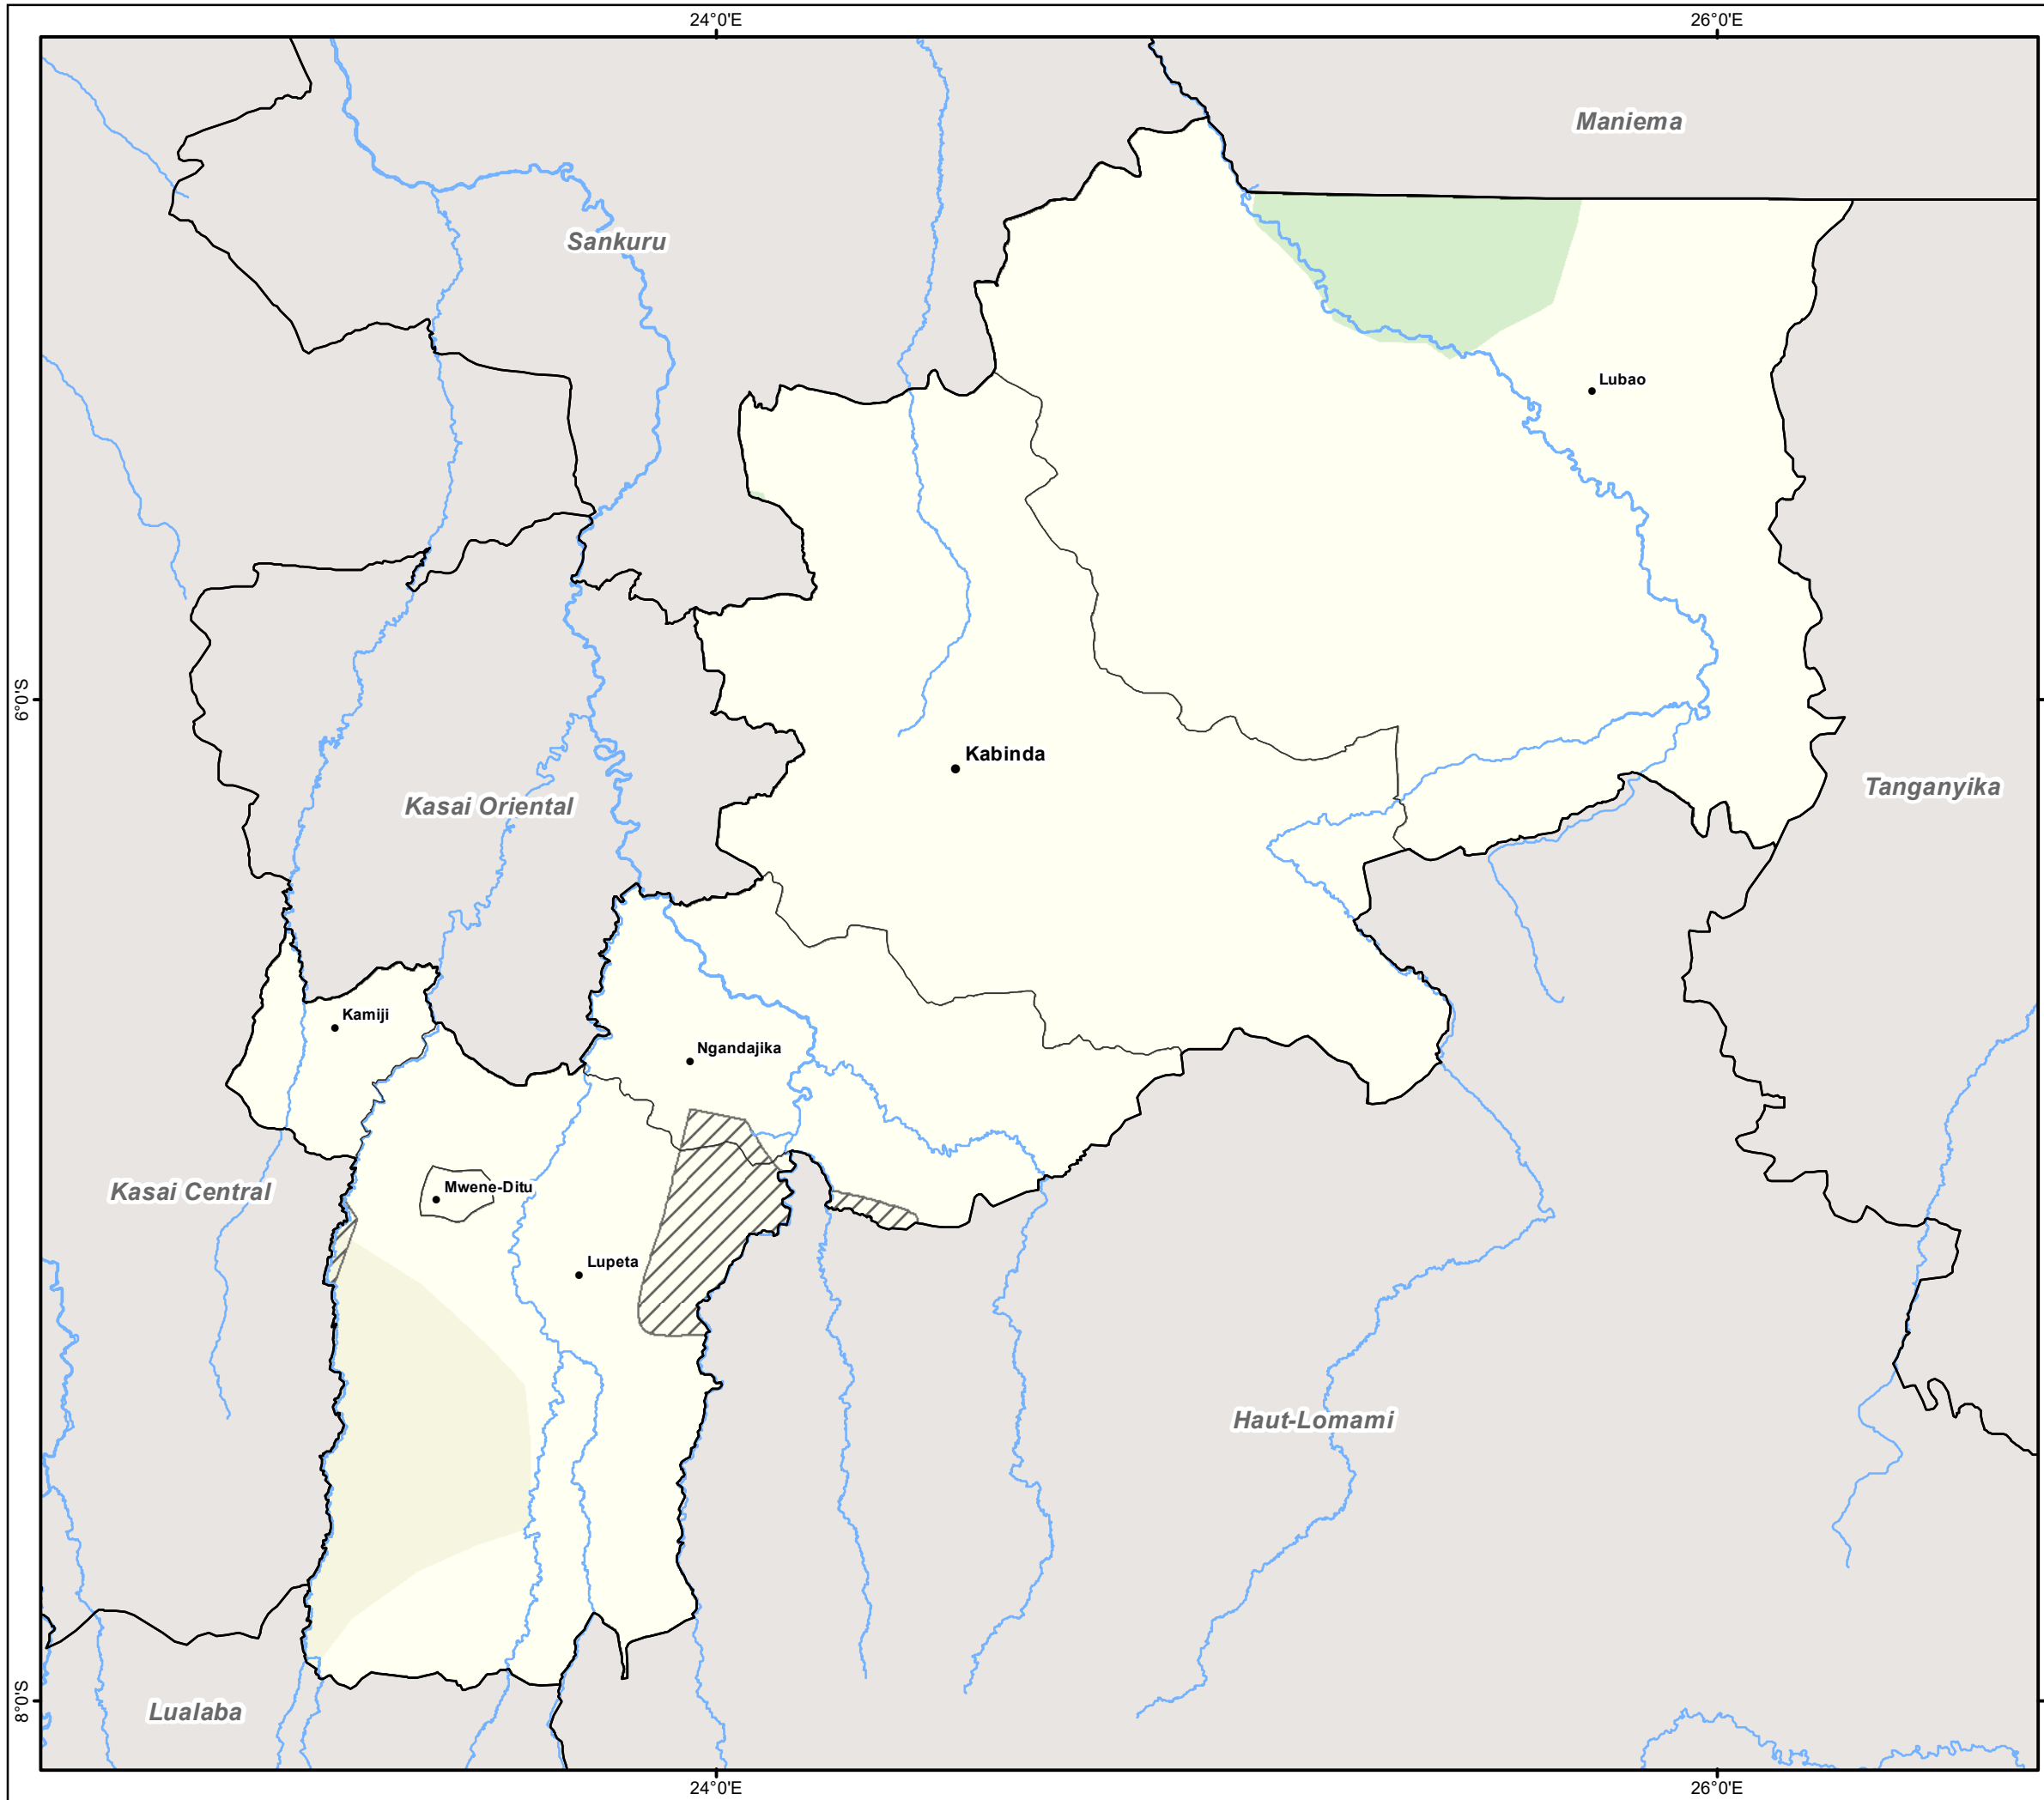 24°0'E
26°0'E
Maniema
Sankuru
Lubao
6°0'S
Kabinda
Tanganyika
Kasai Oriental
Kamiji
Ngandajika
Kasai Central
Mwene-Ditu
Lupeta
Haut-Lomami
8°0'S
Lualaba
24°0'E
26°0'E